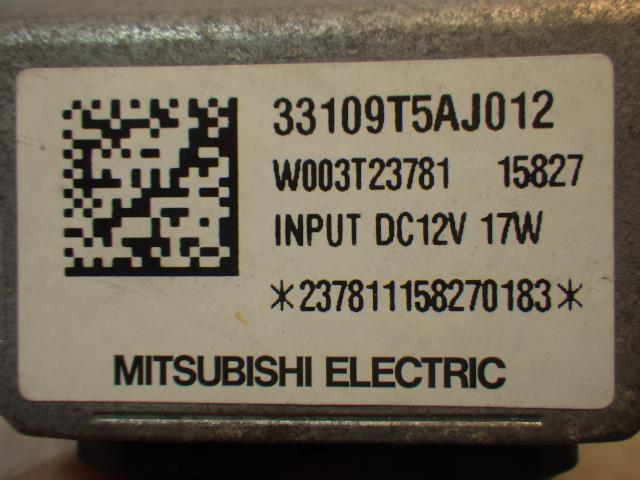 33109T5AJ012
W003T23781 15827
INPUT DC12V 17W
*237811158270183*
MITSUBISHI ELECTRIC